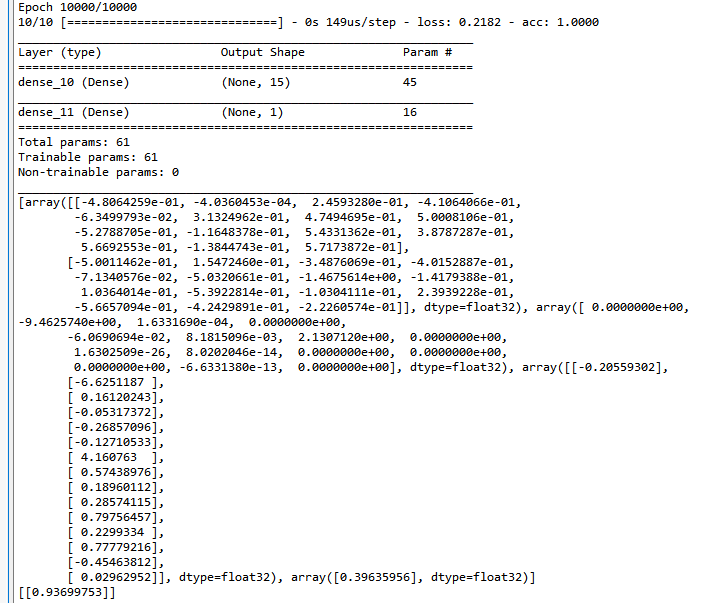 Epoch 10000/10000
10/10 [==============================] - 0s 149us/step - loss: 0.2182 - acc: 1.0000
_________________________________________________________________
Layer (type)                 Output Shape              Param #
=================================================================
dense_10 (Dense)             (None, 15)                45
_________________________________________________________________
dense_11 (Dense)             (None, 1)                 16
=================================================================
Total params: 61
Trainable params: 61
Non-trainable params: 0
_________________________________________________________________
[array([[-4.8064259e-01, -4.0360453e-04,  2.4593280e-01, -4.1064066e-01,
        -6.3499793e-02,  3.1324962e-01,  4.7494695e-01,  5.0008106e-01,
        -5.2788705e-01, -1.1648378e-01,  5.4331362e-01,  3.8787287e-01,
         5.6692553e-01, -1.3844743e-01,  5.7173872e-01],
       [-5.0011462e-01,  1.5472460e-01, -3.4876069e-01, -4.0152887e-01,
        -7.1340576e-02, -5.0320661e-01, -1.4675614e+00, -1.4179388e-01,
         1.0364014e-01, -5.3922814e-01, -1.0304111e-01,  2.3939228e-01,
        -5.6657094e-01, -4.2429891e-01, -2.2260574e-01]], dtype=float32), array([ 0.0000000e+00,
-9.4625740e+00,  1.6331690e-04,  0.0000000e+00,
       -6.0690694e-02,  8.1815096e-03,  2.1307120e+00,  0.0000000e+00,
        1.6302509e-26,  8.0202046e-14,  0.0000000e+00,  0.0000000e+00,
        0.0000000e+00, -6.6331380e-13,  0.0000000e+00], dtype=float32), array([[-0.20559302],
       [-6.6251187 ],
       [ 0.16120243],
       [-0.05317372],
       [-0.26857096],
       [-0.12710533],
       [ 4.160763  ],
       [ 0.57438976],
       [ 0.18960112],
       [ 0.28574115],
       [ 0.79756457],
       [ 0.2299334 ],
       [ 0.77779216],
       [-0.45463812],
       [ 0.02962952]], dtype=float32), array([0.39635956], dtype=float32)]
[[0.93699753]]